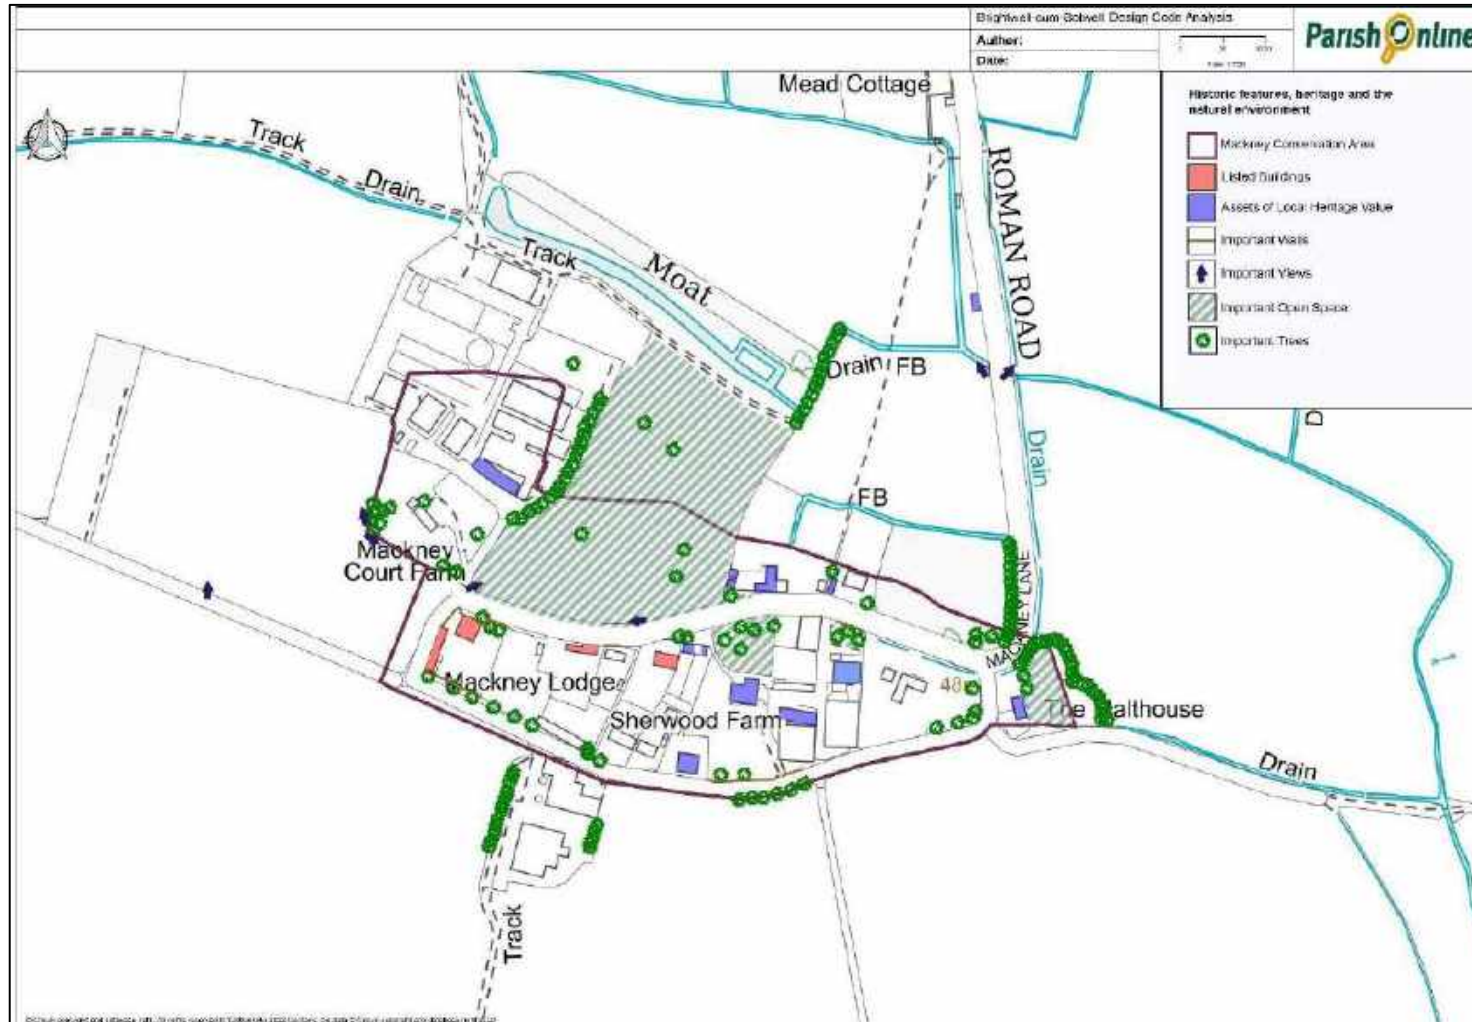 Brightwell-cum-Sotwell Design Code Analysis
Author:
Date:
Parish Online
Historic features, heritage and the
natural environment
Mackney Conservation Area
Listed Buildings
Assets of Local Heritage Value
Important Walls
Important Views
Important Open Space
Important Trees
Mead Cottage
Track
Drain
ROMAN ROAD
Track
Moat
Drain
FB
D
Drain
FB
Mackney
Court Farm
MACKNEY LANE
Mackney Lodge
48
Sherwood Farm
The Malthouse
Drain
Track